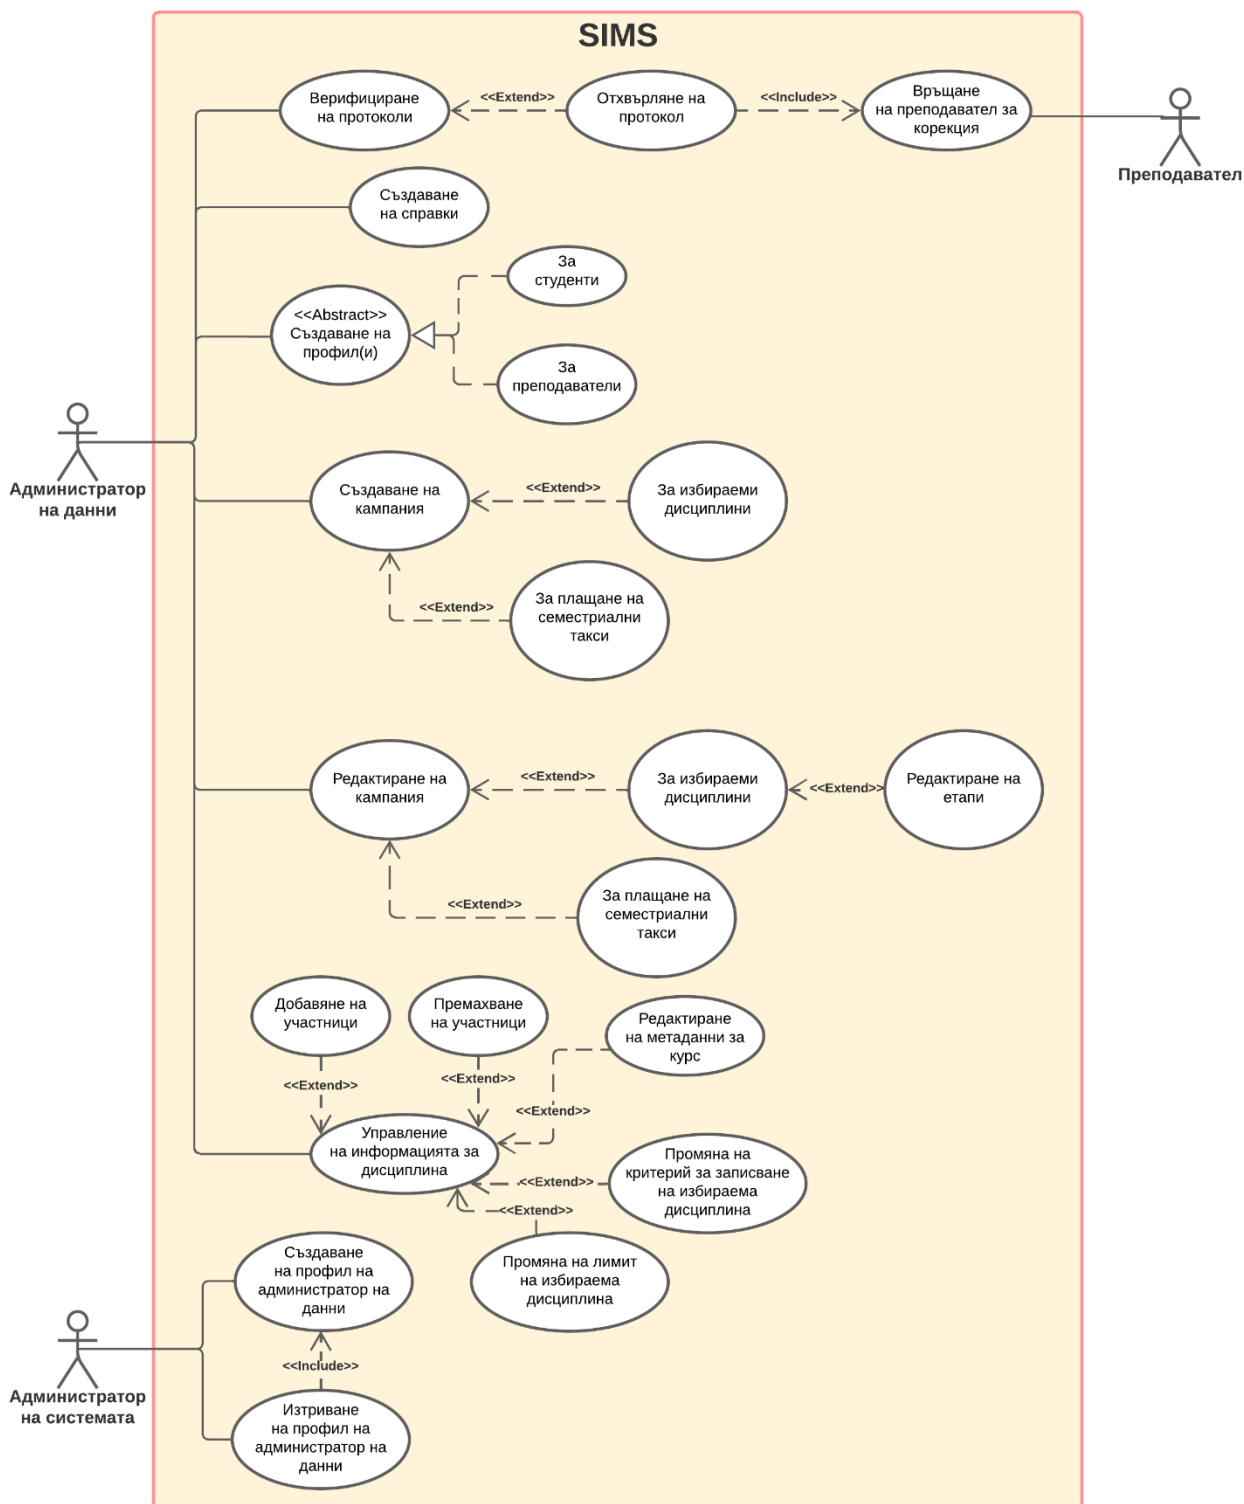 SIMS
Верифициране
на протоколи
<<Extend>>
Отхвърляне на
протокол
<<Include>>
Връщане
на преподавател за
корекция
Преподавател
Създаване
на справки
За
студенти
<<Abstract>>
Създаване на
профил(и)
За
преподаватели
Администратор
на данни
Създаване на
кампания
<<Extend>>
За избираеми
дисциплини
<<Extend>>
За плащане на
семестриални
такси
Редактиране на
кампания
<<Extend>>
За избираеми
дисциплини
<<Extend>>
Редактиране на
етапи
<<Extend>>
За плащане на
семестриални
такси
Добавяне на
участници
Премахване
на участници
Редактиране
на метаданни за
курс
<<Extend>>
<<Extend>>
<<Extend>>
Управление
на информацията за
дисциплина
<<Extend>>
Промяна на
критерий за записване
на избираема
дисциплина
<<Extend>>
Промяна на лимит
на избираема
дисциплина
Създаване
на профил на
администратор на
данни
<<Include>>
Администратор
на системата
Изтриване
на профил на
администратор на
данни